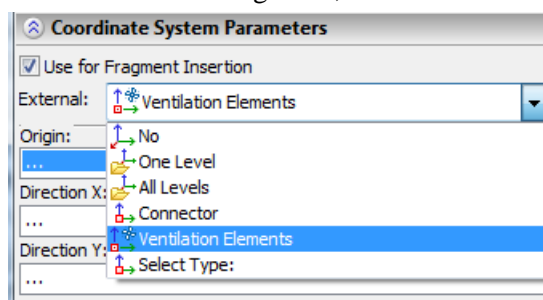 Coordinate System Parameters
Use for Fragment Insertion
External: Ventilation Elements
Origin: No
... One Level
All Levels
Direction X: Connector
...
Ventilation Elements
Direction Y: Select Type:
...